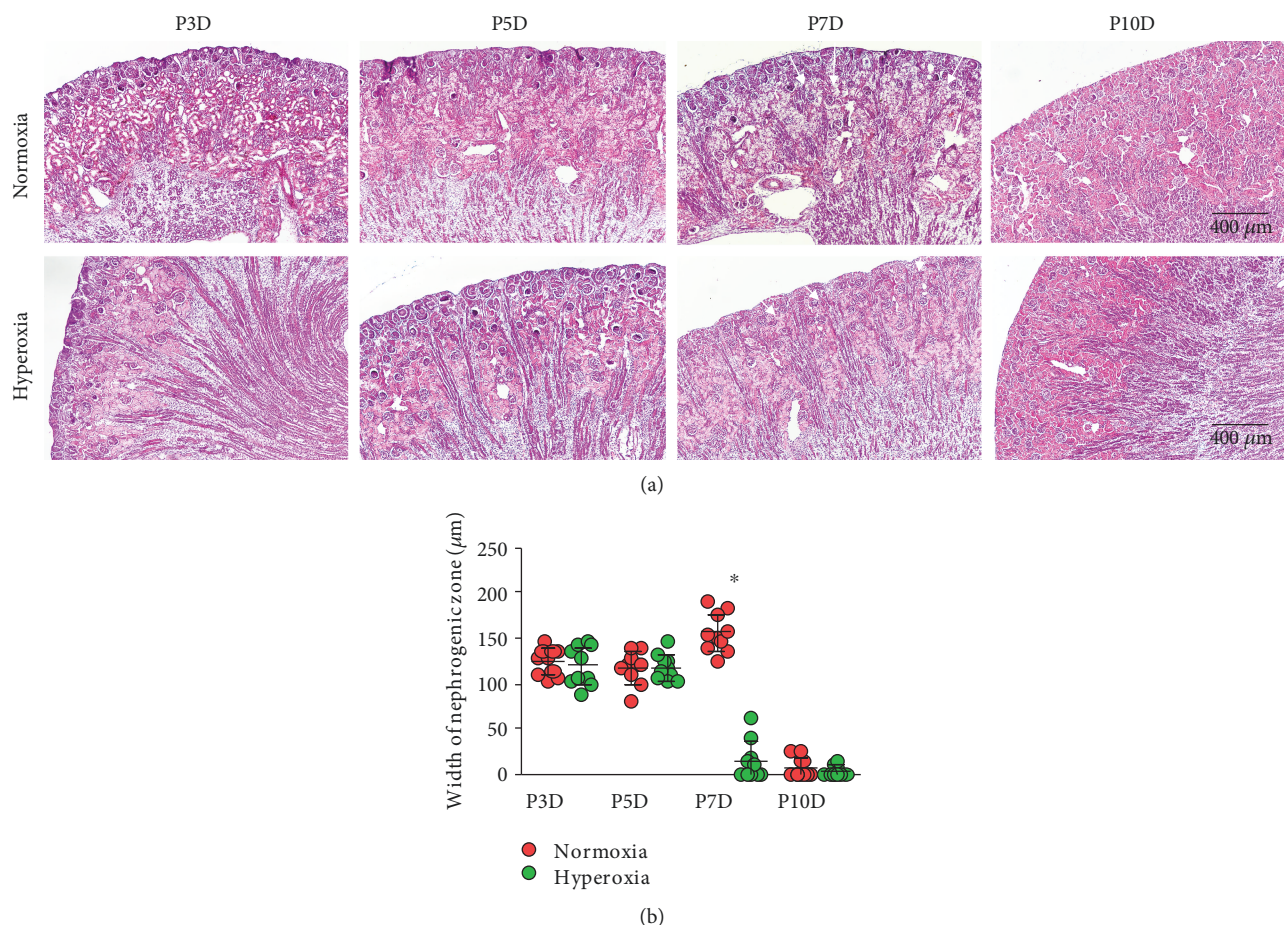 (a)
P3D P5D P7D P10D
Normoxia
400 μm
Hyperoxia
400 μm
(a)
Width of nephrogenic zone (μm)
250
200
150
100
50
0
*
P3D P5D P7D P10D
Normoxia
Hyperoxia
(b)